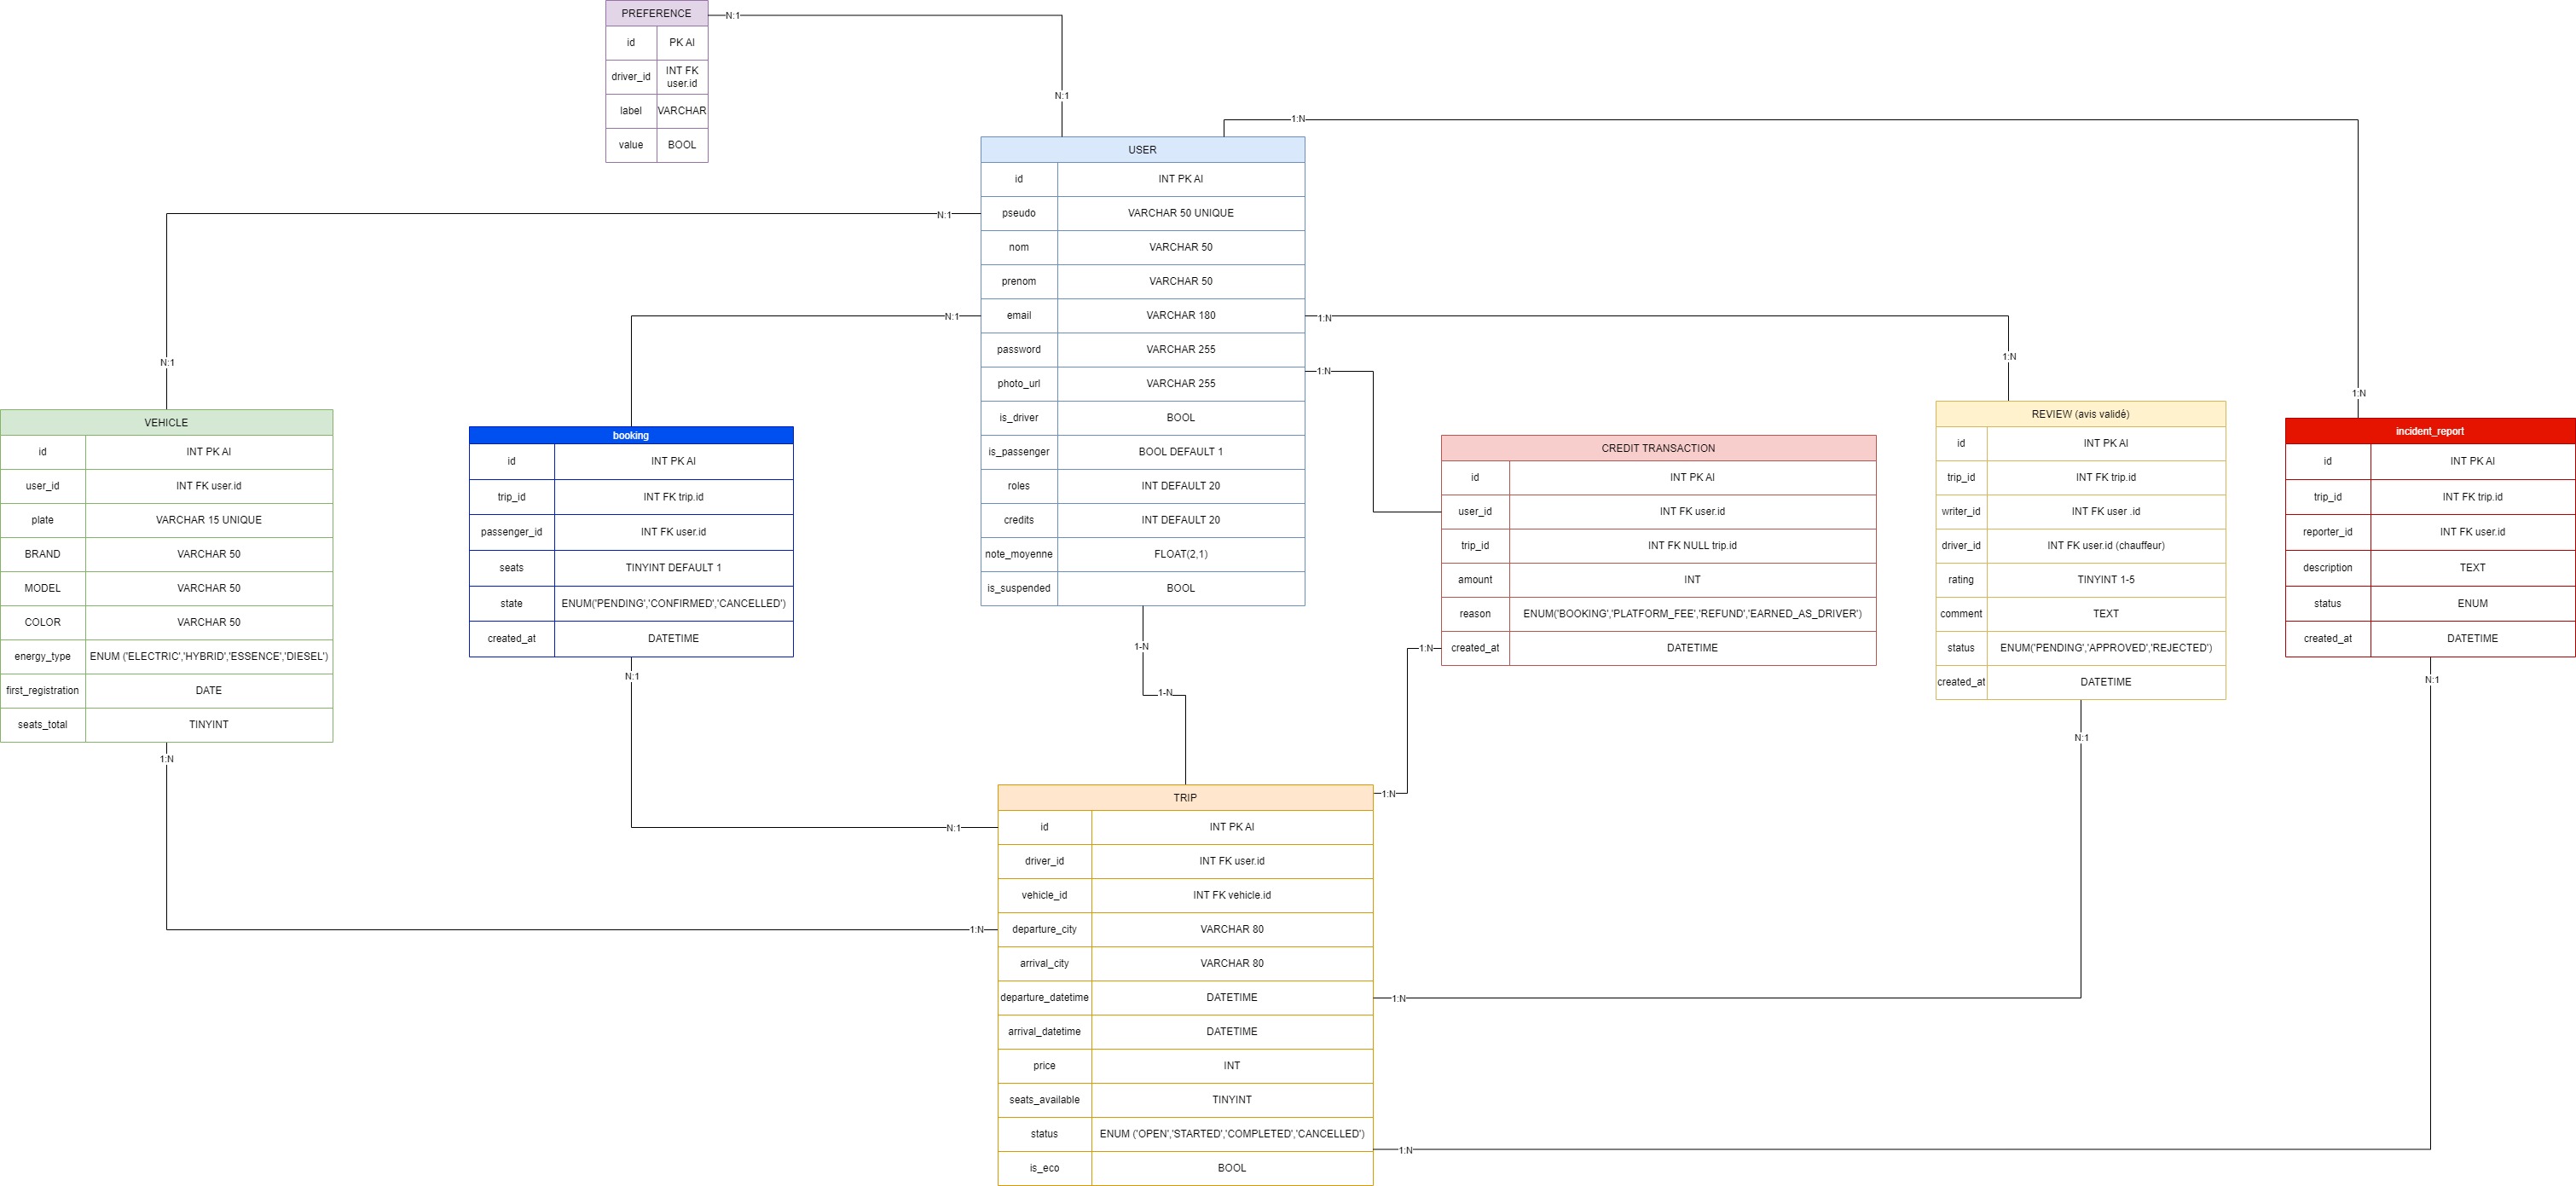 PREFERENCE
id PK AI
driver_id INT FK
user.id
label VARCHAR
value BOOL
N:1
N:1
1:N
1:N
USER
id INT PK AI
pseudo VARCHAR 50 UNIQUE
nom VARCHAR 50
prenom VARCHAR 50
email VARCHAR 180
password VARCHAR 255
photo_url VARCHAR 255
is_driver BOOL
is_passenger BOOL DEFAULT 1
roles INT DEFAULT 20
credits INT DEFAULT 20
note_moyenne FLOAT(2,1)
is_suspended BOOL
N:1
N:1
N:1
1:N
1:N
1:N
VEHICLE
id INT PK AI
user_id INT FK user.id
plate VARCHAR 15 UNIQUE
BRAND VARCHAR 50
MODEL VARCHAR 50
COLOR VARCHAR 50
energy_type ENUM ('ELECTRIC','HYBRID','ESSENCE','DIESEL')
first_registration DATE
seats_total TINYINT
1:N
booking
id INT PK AI
trip_id INT FK trip.id
passenger_id INT FK user.id
seats TINYINT DEFAULT 1
state ENUM('PENDING','CONFIRMED','CANCELLED')
created_at DATETIME
N:1
N:1
CREDIT TRANSACTION
id INT PK AI
user_id INT FK user.id
trip_id INT FK NULL trip.id
amount INT
reason ENUM('BOOKING','PLATFORM_FEE','REFUND','EARNED_AS_DRIVER')
created_at DATETIME
1:N
1:N
REVIEW (avis validé)
id INT PK AI
trip_id INT FK trip.id
writer_id INT FK user .id
driver_id INT FK user.id (chauffeur)
rating TINYINT 1-5
comment TEXT
status ENUM('PENDING','APPROVED','REJECTED')
created_at DATETIME
N:1
incident_report
id INT PK AI
trip_id INT FK trip.id
reporter_id INT FK user.id
description TEXT
status ENUM
created_at DATETIME
N:1
1-N
1-N
TRIP
id INT PK AI
driver_id INT FK user.id
vehicle_id INT FK vehicle.id
departure_city VARCHAR 80
arrival_city VARCHAR 80
departure_datetime DATETIME
arrival_datetime DATETIME
price INT
seats_available TINYINT
status ENUM ('OPEN','STARTED','COMPLETED','CANCELLED')
is_eco BOOL
1:N
1:N
1:N